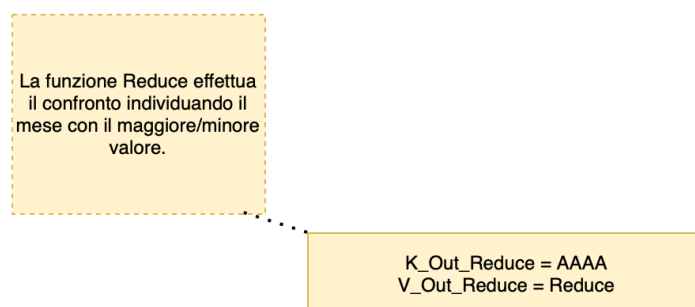 La funzione Reduce effettua
il confronto individuando il
mese con il maggiore/minore
valore.
K_Out_Reduce = AAAA
V_Out_Reduce = Reduce